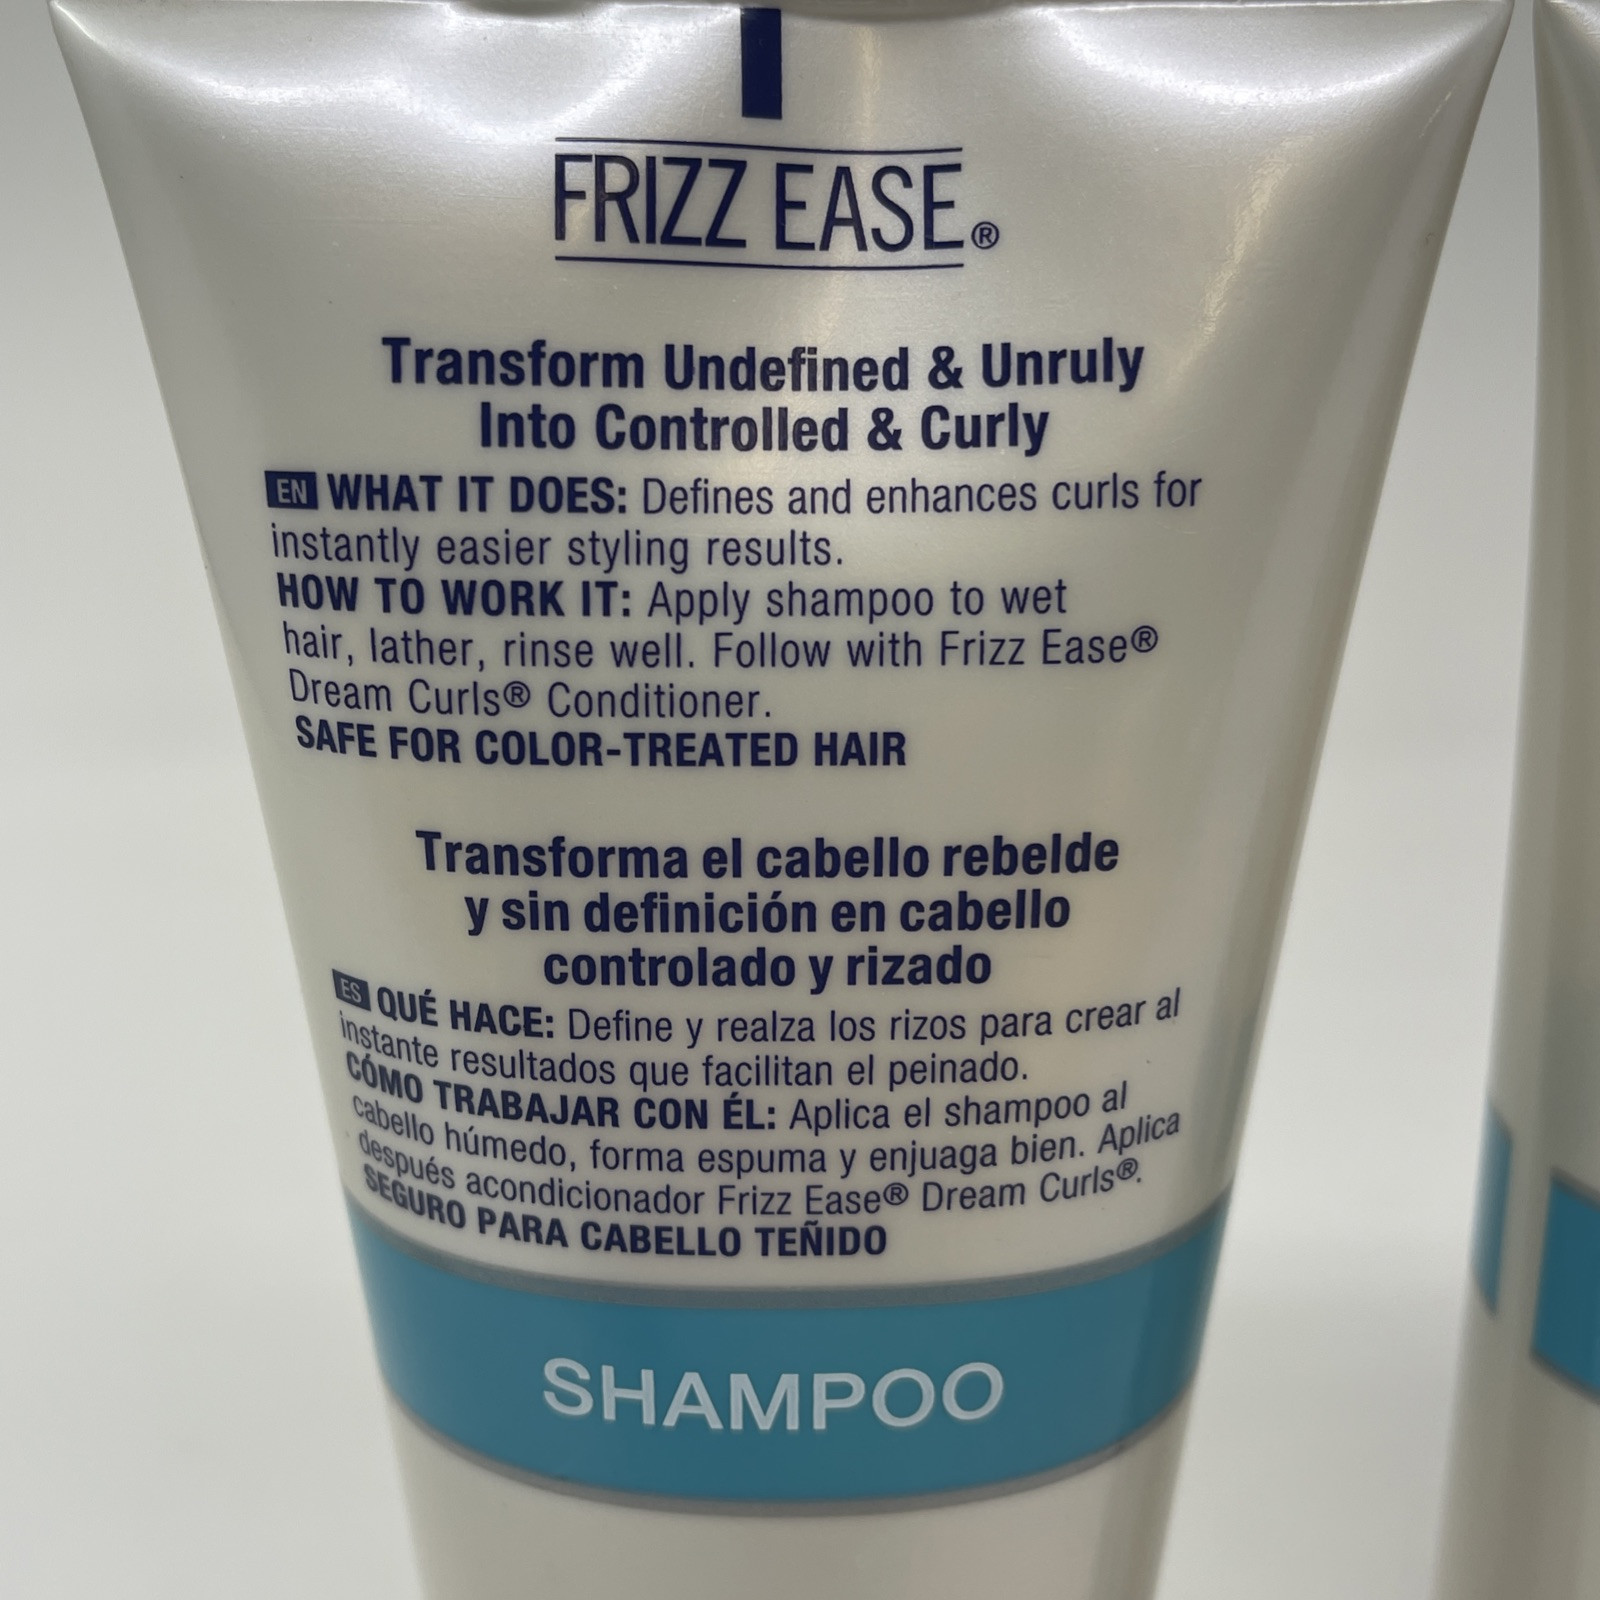 FRIZZ EASE®
Transform Undefined & Unruly
Into Controlled & Curly
EN WHAT IT DOES: Defines and enhances curls for
instantly easier styling results.
HOW TO WORK IT: Apply shampoo to wet
hair, lather, rinse well. Follow with Frizz Ease®
Dream Curls® Conditioner.
SAFE FOR COLOR-TREATED HAIR
Transforma el cabello rebelde
y sin definición en cabello
controlado y rizado
ES QUÉ HACE: Define y realza los rizos para crear al
instante resultados que facilitan el peinado.
CÓMO TRABAJAR CON ÉL: Aplica el shampoo al
cabello húmedo, forma espuma y enjuaga bien. Aplica
después acondicionador Frizz Ease® Dream Curls®.
SEGURO PARA CABELLO TEÑIDO
SHAMPOO